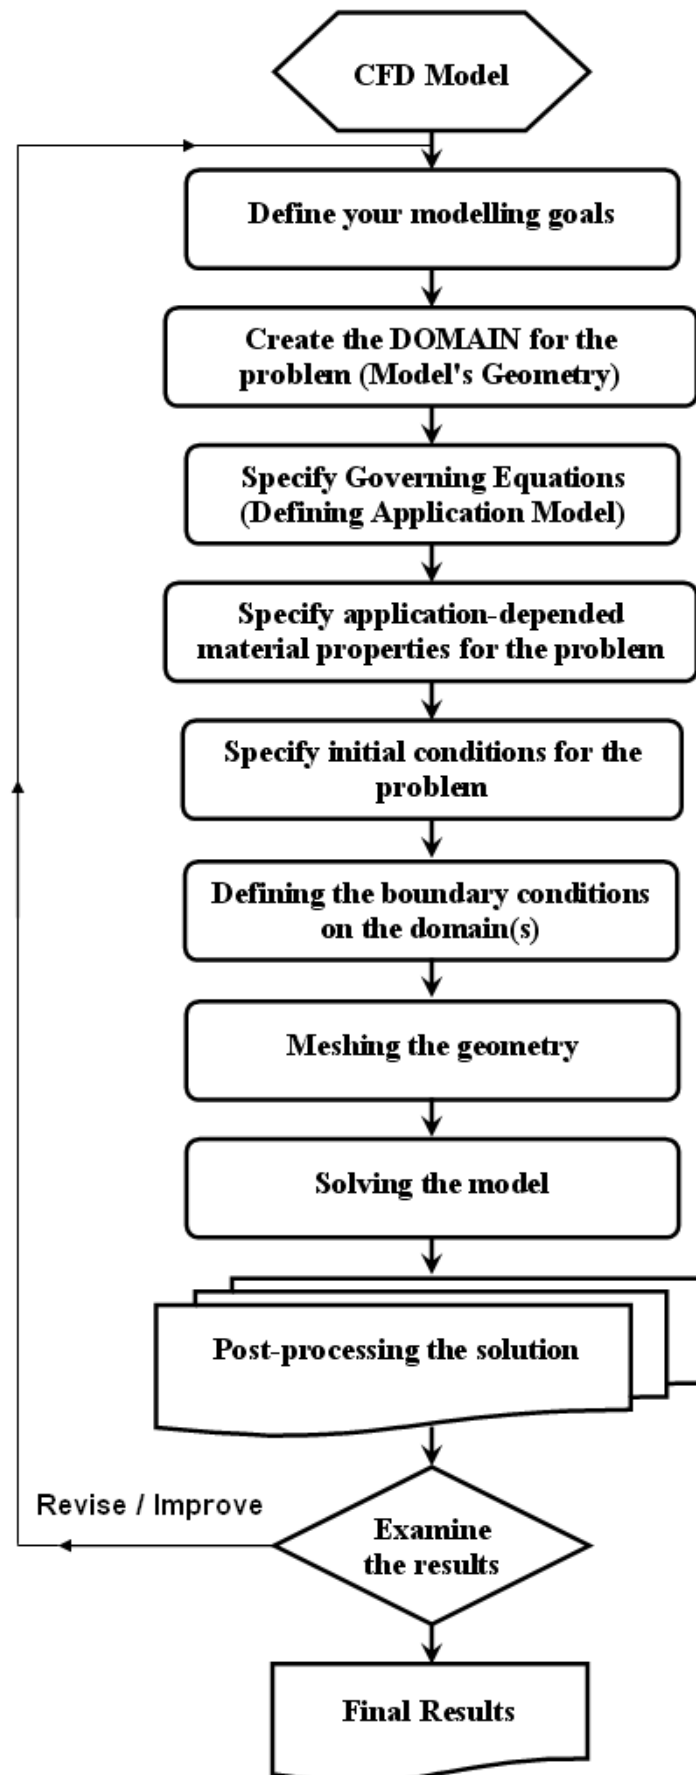 CFD Model
Define your modelling goals
Create the DOMAIN for the
problem (Model's Geometry)
Specify Governing Equations
(Defining Application Model)
Specify application-depended
material properties for the problem
Specify initial conditions for the
problem
Defining the boundary conditions
on the domain(s)
Meshing the geometry
Solving the model
Post-processing the solution
Revise / Improve
Examine
the results
Final Results